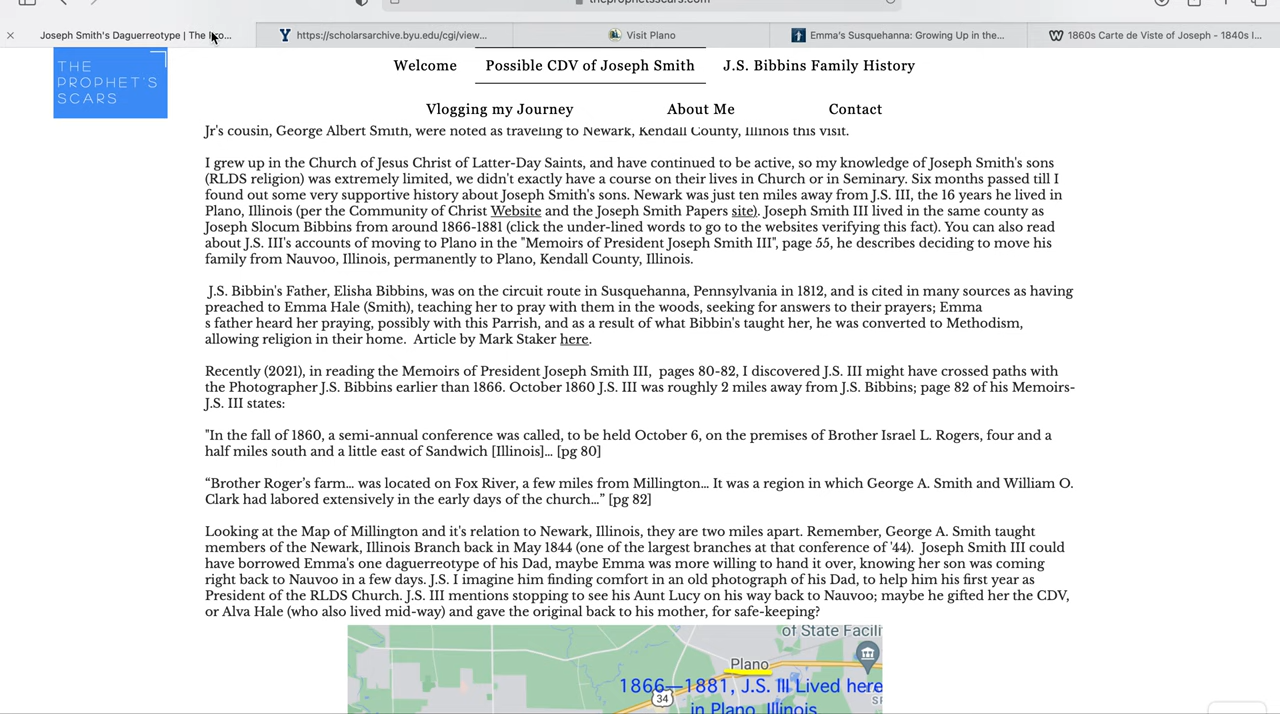 theprophetsscars.com
Joseph Smith's Daguerreotype | The Pro...
https://scholarsarchive.byu.edu/cgi/view...
Visit Plano
Emma's Susquehanna: Growing Up in the...
1860s Carte de Viste of Joseph - 1840s l...
THE
PROPHET'S
SCARS
Welcome
Possible CDV of Joseph Smith
J.S. Bibbins Family History
Vlogging my Journey
About Me
Contact
Jr's cousin, George Albert Smith, were noted as traveling to Newark, Kendall County, Illinois this visit.
I grew up in the Church of Jesus Christ of Latter-Day Saints, and have continued to be active, so my knowledge of Joseph Smith's sons
(RLDS religion) was extremely limited, we didn't exactly have a course on their lives in Church or in Seminary. Six months passed till I
found out some very supportive history about Joseph Smith's sons. Newark was just ten miles away from J.S. III, the 16 years he lived in
Plano, Illinois (per the Community of Christ Website and the Joseph Smith Papers site). Joseph Smith III lived in the same county as
Joseph Slocum Bibbins from around 1866-1881 (click the under-lined words to go to the websites verifying this fact). You can also read
about J.S. III's accounts of moving to Plano in the "Memoirs of President Joseph Smith III", page 55, he describes deciding to move his
family from Nauvoo, Illinois, permanently to Plano, Kendall County, Illinois.
J.S. Bibbin's Father, Elisha Bibbins, was on the circuit route in Susquehanna, Pennsylvania in 1812, and is cited in many sources as having
preached to Emma Hale (Smith), teaching her to pray with them in the woods, seeking for answers to their prayers; Emma
s father heard her praying, possibly with this Parrish, and as a result of what Bibbin's taught her, he was converted to Methodism,
allowing religion in their home. Article by Mark Staker here.
Recently (2021), in reading the Memoirs of President Joseph Smith III, pages 80-82, I discovered J.S. III might have crossed paths with
the Photographer J.S. Bibbins earlier than 1866. October 1860 J.S. III was roughly 2 miles away from J.S. Bibbins; page 82 of his Memoirs-
J.S. III states:
"In the fall of 1860, a semi-annual conference was called, to be held October 6, on the premises of Brother Israel L. Rogers, four and a
half miles south and a little east of Sandwich [Illinois]… [pg 80]
“Brother Roger’s farm… was located on Fox River, a few miles from Millington… It was a region in which George A. Smith and William O.
Clark had labored extensively in the early days of the church…” [pg 82]
Looking at the Map of Millington and it's relation to Newark, Illinois, they are two miles apart. Remember, George A. Smith taught
members of the Newark, Illinois Branch back in May 1844 (one of the largest branches at that conference of '44). Joseph Smith III could
have borrowed Emma's one daguerreotype of his Dad, maybe Emma was more willing to hand it over, knowing her son was coming
right back to Nauvoo in a few days. J.S. I imagine him finding comfort in an old photograph of his Dad, to help him his first year as
President of the RLDS Church. J.S. III mentions stopping to see his Aunt Lucy on his way back to Nauvoo; maybe he gifted her the CDV,
or Alva Hale (who also lived mid-way) and gave the original back to his mother, for safe-keeping?
of State Facili
Plano
1866—1881, J.S. III Lived here
34
in Plano, Illinois